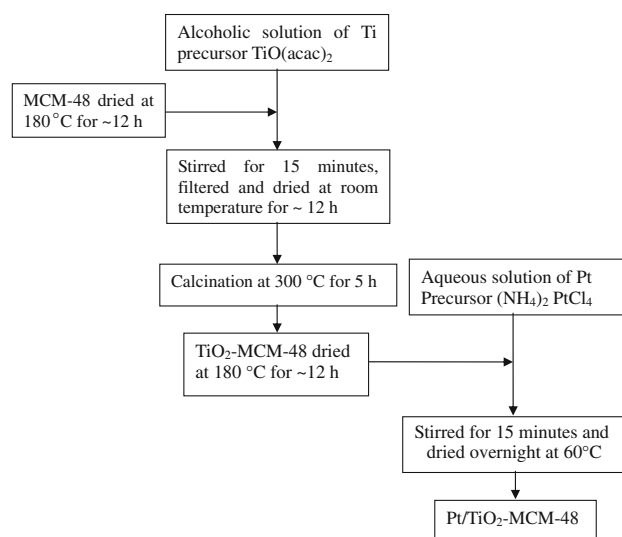 Alcoholic solution of Ti
precursor TiO(acac)₂
MCM-48 dried at
180°C for ~12 h
Stirred for 15 minutes,
filtered and dried at room
temperature for ~ 12 h
Calcination at 300 °C for 5 h
Aqueous solution of Pt
Precursor (NH₄)₂ PtCl₄
TiO₂-MCM-48 dried
at 180 °C for ~12 h
Stirred for 15 minutes and
dried overnight at 60°C
Pt/TiO₂-MCM-48